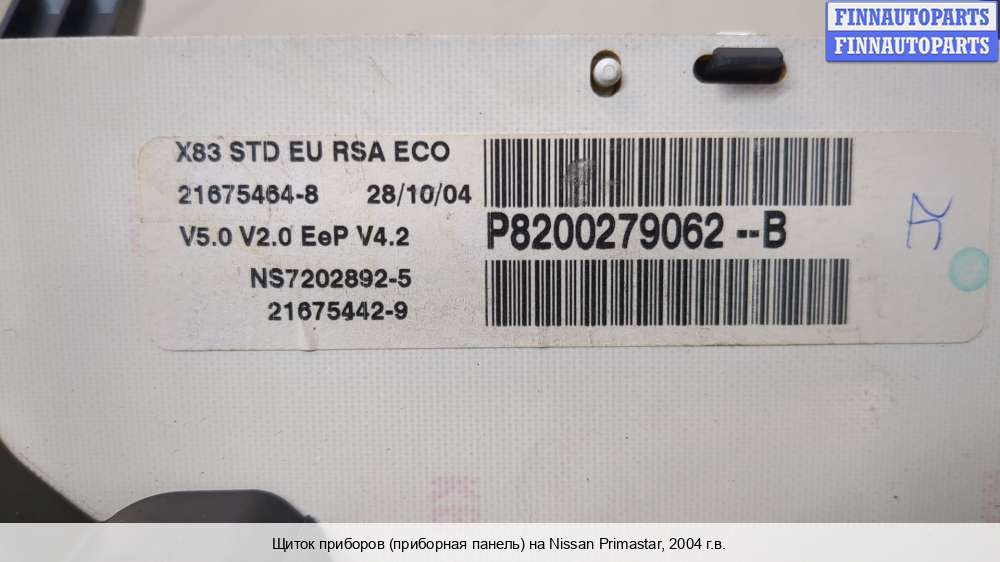 FINNAUTOPARTS
FINNAUTOPARTS
X83 STD EU RSA ECO
21675464-8 28/10/04
V5.0 V2.0 EeP V4.2
P8200279062 --B
NS7202892-5
21675442-9
Щиток приборов (приборная панель) на Nissan Primastar, 2004 г.в.